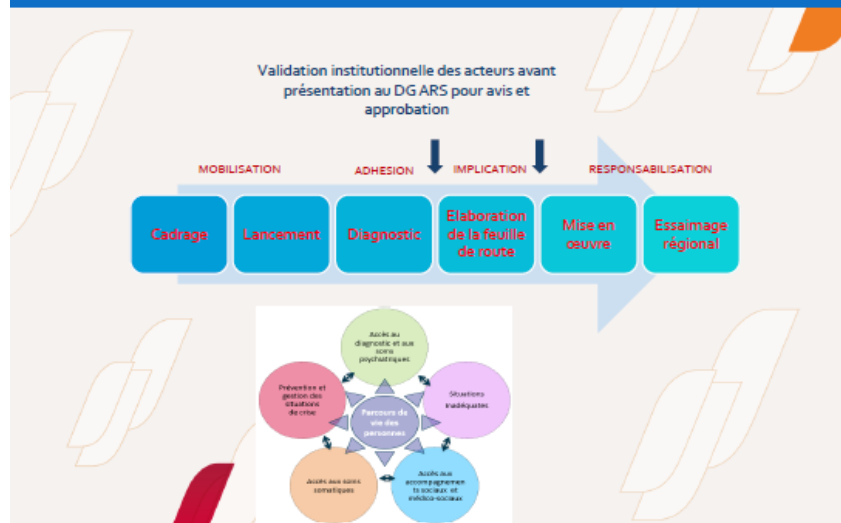 Validation institutionnelle des acteurs avant
présentation au DG ARS pour avis et
approbation
MOBILISATION
ADHESION
IMPLICATION
RESPONSABILISATION
Cadrage
Lancement
Diagnostic
Elaboration
de la feuille
de route
Mise en
œuvre
Essaimage
régional
Accès au
diagnostic et aux
soins
psychiatriques
Prévention et
gestion des
situations
de crise
Parcours de
vie des
personnes
Situations
inadéquates
Accès aux soins
somatiques
Accès aux
accompagnemen
ts sociaux et
médico-sociaux